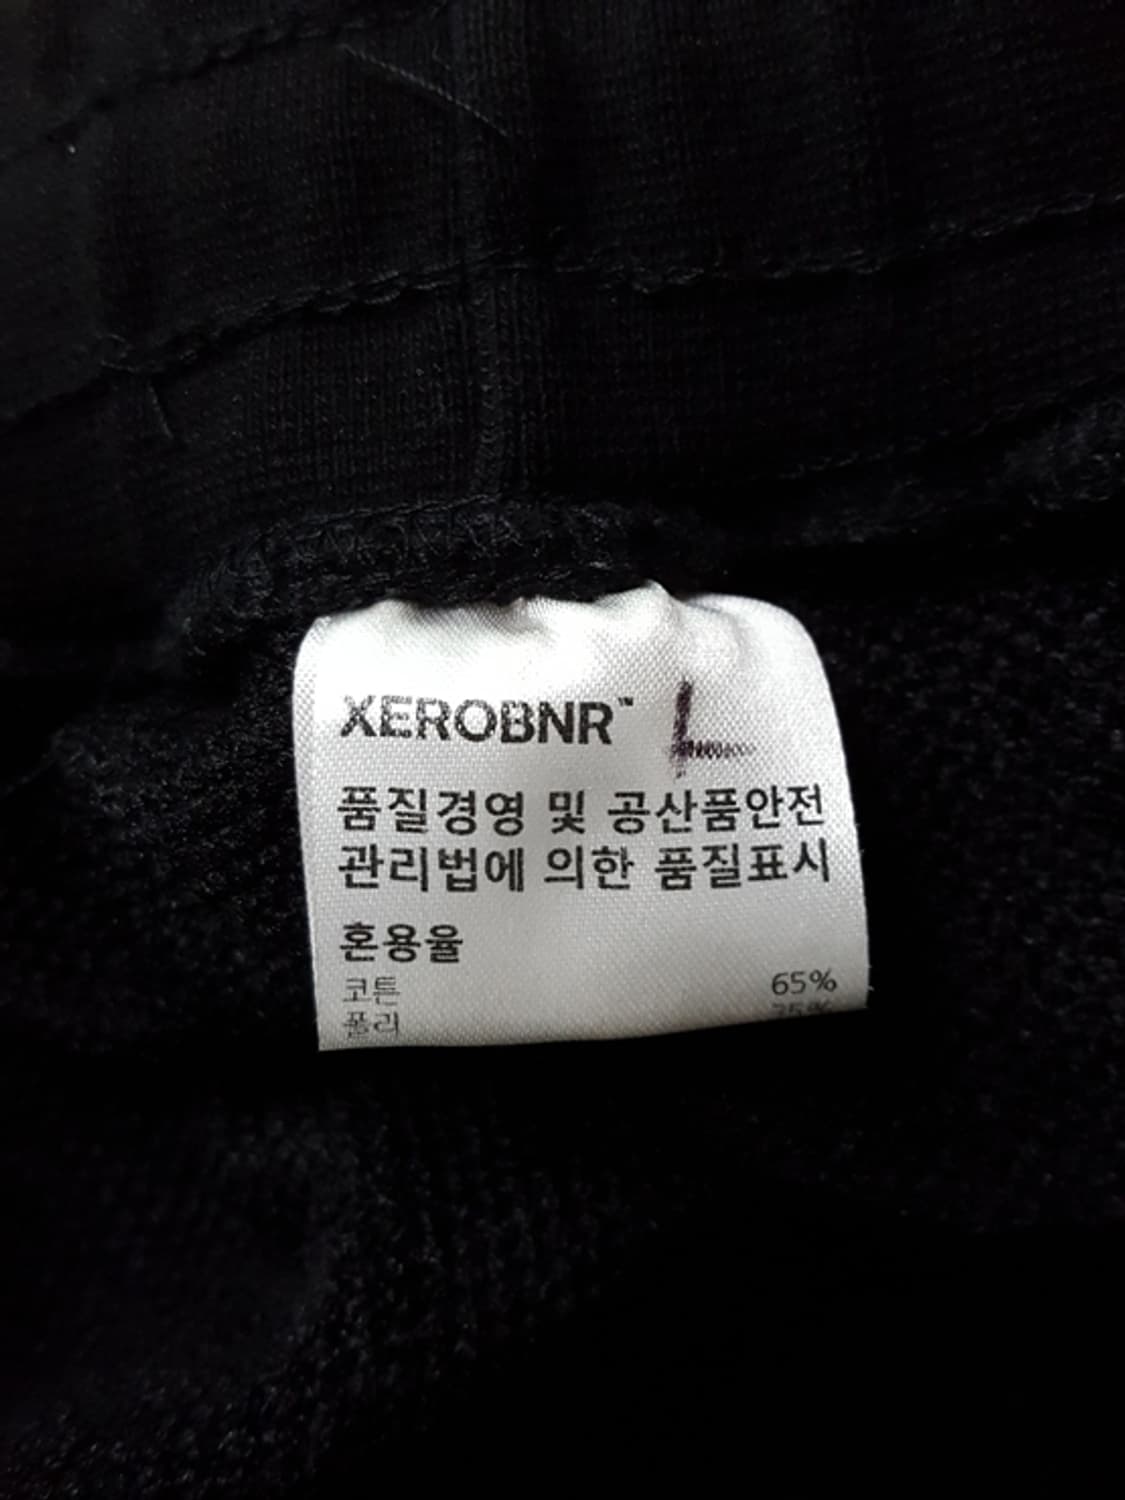 XEROBNR™ L
품질경영 및 공산품안전
관리법에 의한 품질표시
혼용율
코튼 65%
폴리